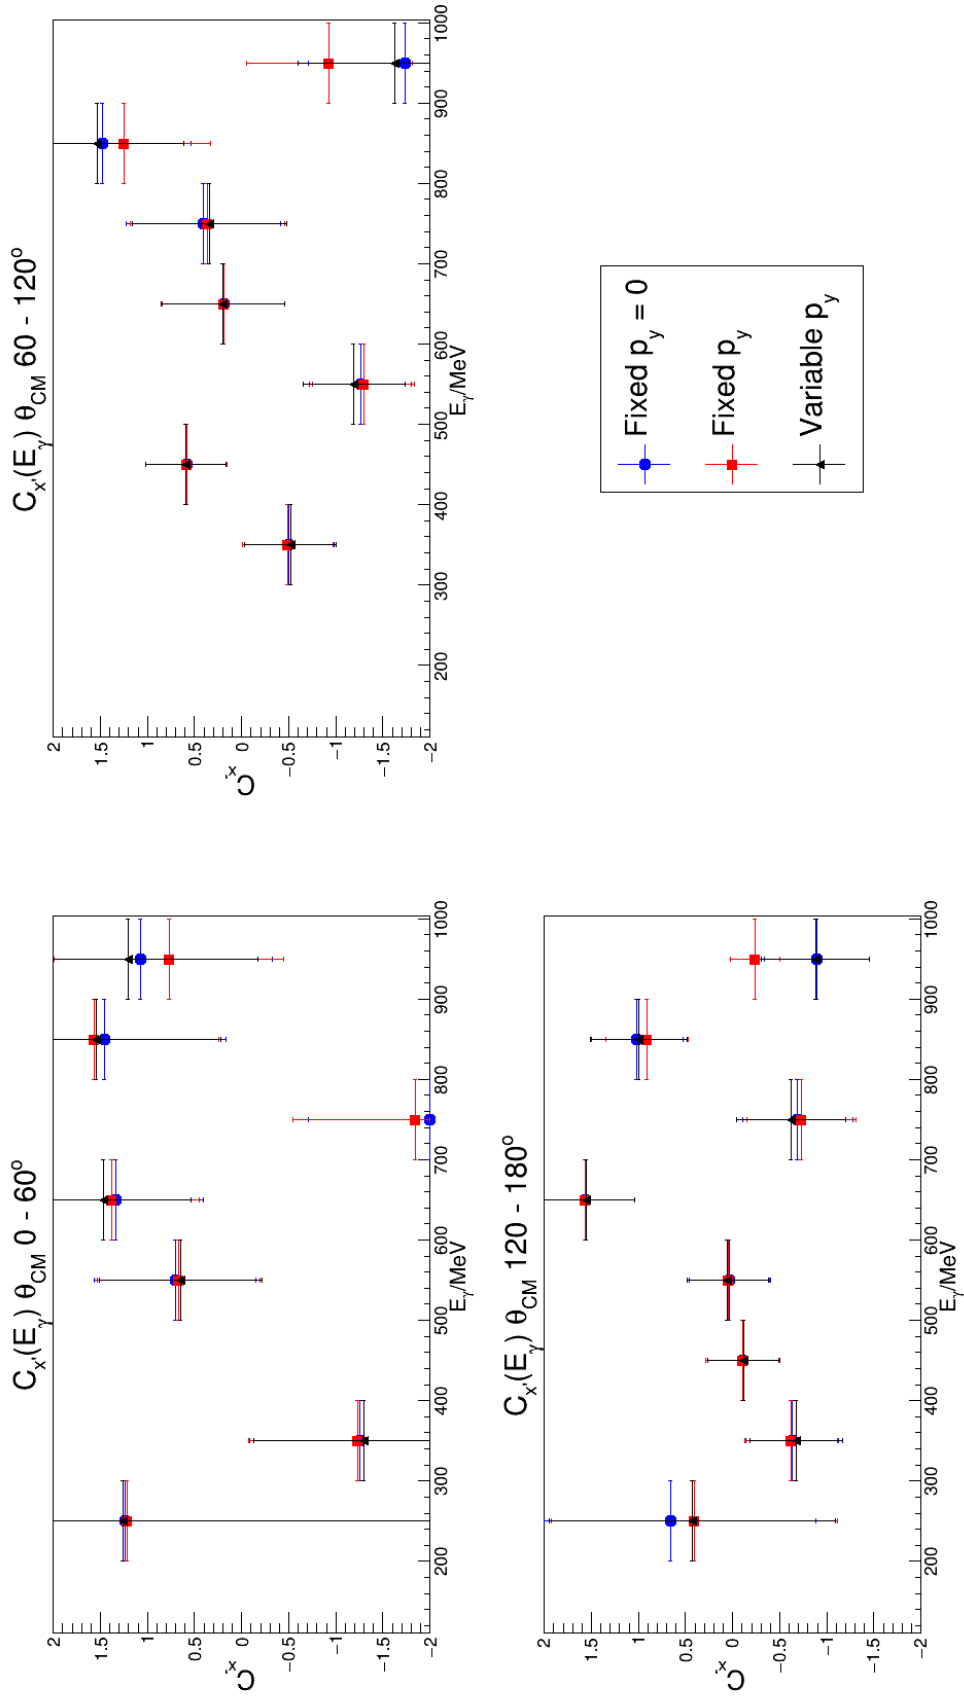 C_x'(E_γ) θ_CM 0 - 60°
C_x'
2
1.5
1
0.5
0
−0.5
−1
−1.5
−2
200 300 400 500 600 700 800 900 1000
E_γ/MeV
C_x'(E_γ) θ_CM 60 - 120°
C_x'
2
1.5
1
0.5
0
−0.5
−1
−1.5
−2
200 300 400 500 600 700 800 900 1000
E_γ/MeV
C_x'(E_γ) θ_CM 120 - 180°
C_x'
2
1.5
1
0.5
0
−0.5
−1
−1.5
−2
200 300 400 500 600 700 800 900 1000
E_γ/MeV
Fixed p_y = 0
Fixed p_y
Variable p_y